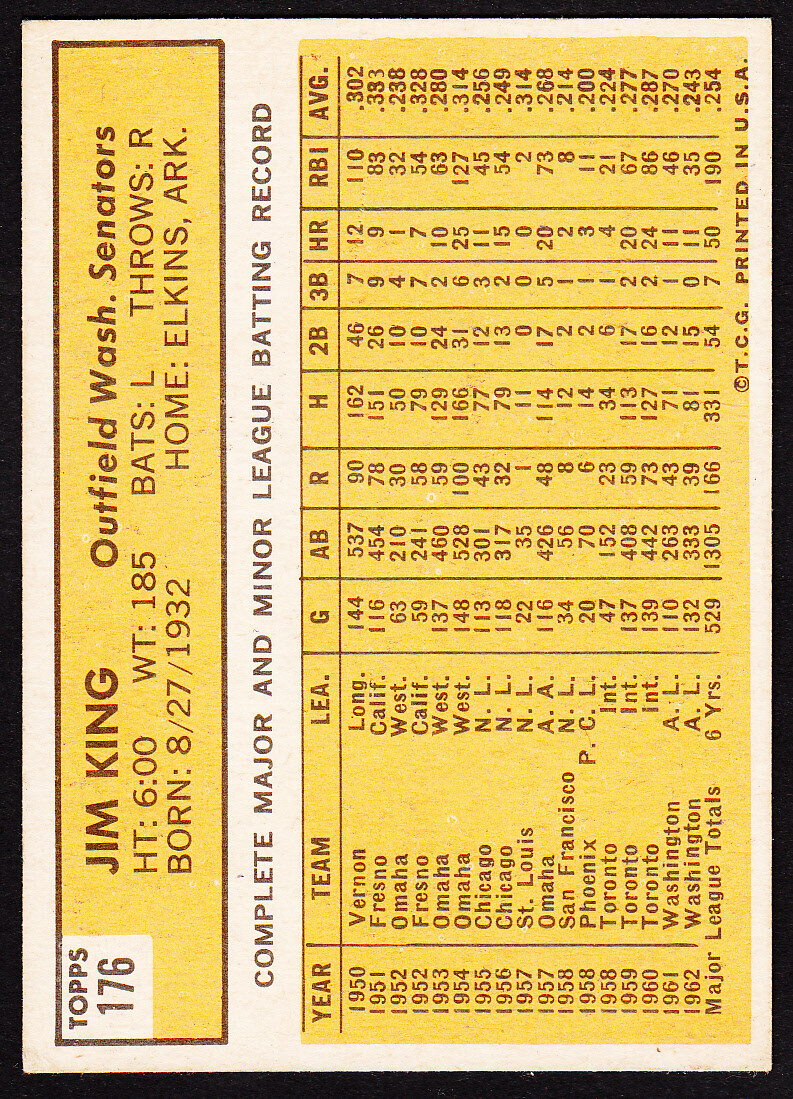 TOPPS
176
JIM KING Outfield Wash. Senators
HT: 6:00 WT: 185 BATS: L THROWS: R
BORN: 8/27/1932 HOME: ELKINS, ARK.
COMPLETE MAJOR AND MINOR LEAGUE BATTING RECORD
YEAR TEAM LEA. G AB R H 2B 3B HR RBI AVG.
1950 Vernon Long. 144 537 90 162 46 7 12 110 .302
1951 Fresno Calif. 116 454 78 151 26 9 9 83 .333
1952 Omaha West. 63 210 30 50 10 4 1 32 .238
1952 Fresno Calif. 59 241 58 79 10 7 7 54 .328
1953 Omaha West. 137 460 59 129 24 2 10 63 .280
1954 Omaha West. 148 528 100 166 31 6 25 127 .314
1955 Chicago N. L. 113 301 43 77 12 3 11 45 .256
1956 Chicago N. L. 118 317 32 79 13 2 15 54 .249
1957 St. Louis N. L. 22 35 1 11 0 0 0 2 .314
1957 Omaha A. A. 116 426 48 114 17 5 20 73 .268
1958 San Francisco N. L. 34 56 8 12 2 1 2 8 .214
1958 Phoenix P. C. L. 20 70 6 14 2 1 3 11 .200
1958 Toronto Int. 47 152 23 34 6 1 4 21 .224
1959 Toronto Int. 137 408 59 113 17 2 20 67 .277
1960 Toronto Int. 139 442 73 127 16 2 24 86 .287
1961 Washington A. L. 110 263 43 71 12 1 11 46 .270
1962 Washington A. L. 132 333 39 81 15 0 11 35 .243
Major League Totals 6 Yrs. 529 1305 166 331 54 7 50 190 .254
© T.C.G. PRINTED IN U.S.A.